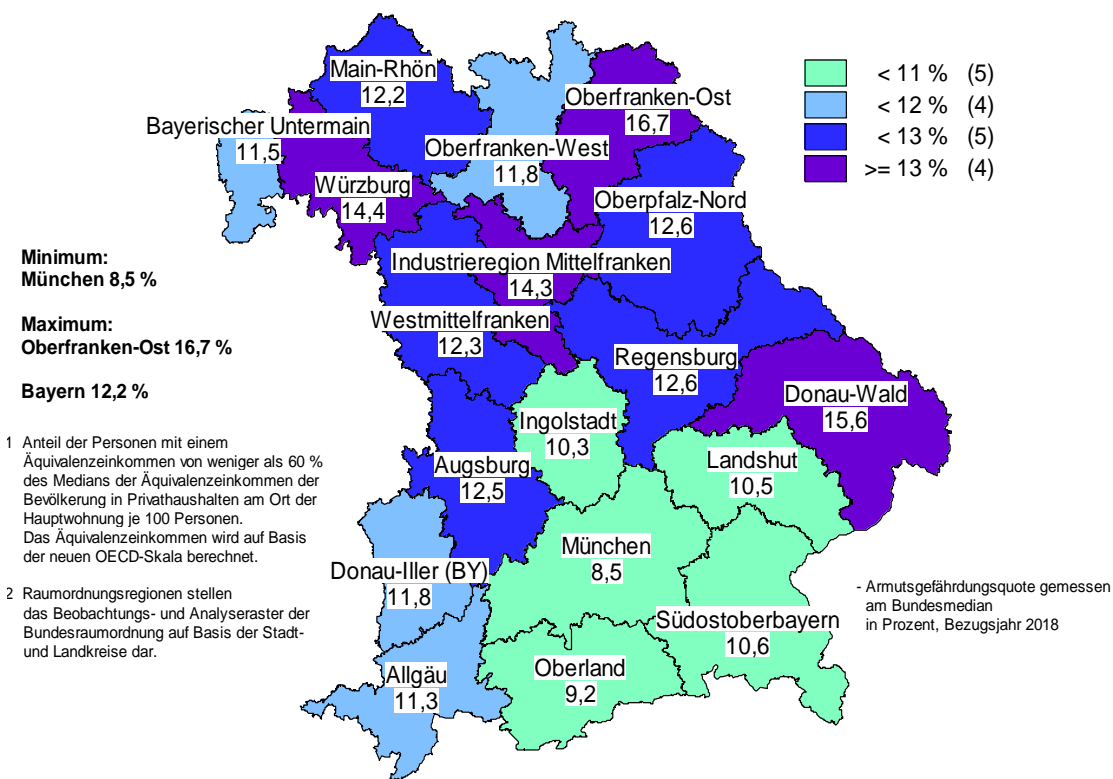 Main-Rhön
12,2
Oberfranken-Ost
16,7
Bayerischer Untermain
11,5
Oberfranken-West
11,8
Würzburg
14,4
Oberpfalz-Nord
12,6
Industrieregion Mittelfranken
14,3
Westmittelfranken
12,3
Regensburg
12,6
Donau-Wald
15,6
Ingolstadt
10,3
Landshut
10,5
Augsburg
12,5
München
8,5
Donau-Iller (BY)
11,8
Südostoberbayern
10,6
Allgäu
11,3
Oberland
9,2
< 11 % (5)
< 12 % (4)
< 13 % (5)
>= 13 % (4)
Minimum:
München 8,5 %
Maximum:
Oberfranken-Ost 16,7 %
Bayern 12,2 %
1 Anteil der Personen mit einem
Äquivalenzeinkommen von weniger als 60 %
des Medians der Äquivalenzeinkommen der
Bevölkerung in Privathaushalten am Ort der
Hauptwohnung je 100 Personen.
Das Äquivalenzeinkommen wird auf Basis
der neuen OECD-Skala berechnet.
2 Raumordnungsregionen stellen
das Beobachtungs- und Analyseraster der
Bundesraumordnung auf Basis der Stadt-
und Landkreise dar.
- Armutsgefährdungsquote gemessen
am Bundesmedian
in Prozent, Bezugsjahr 2018